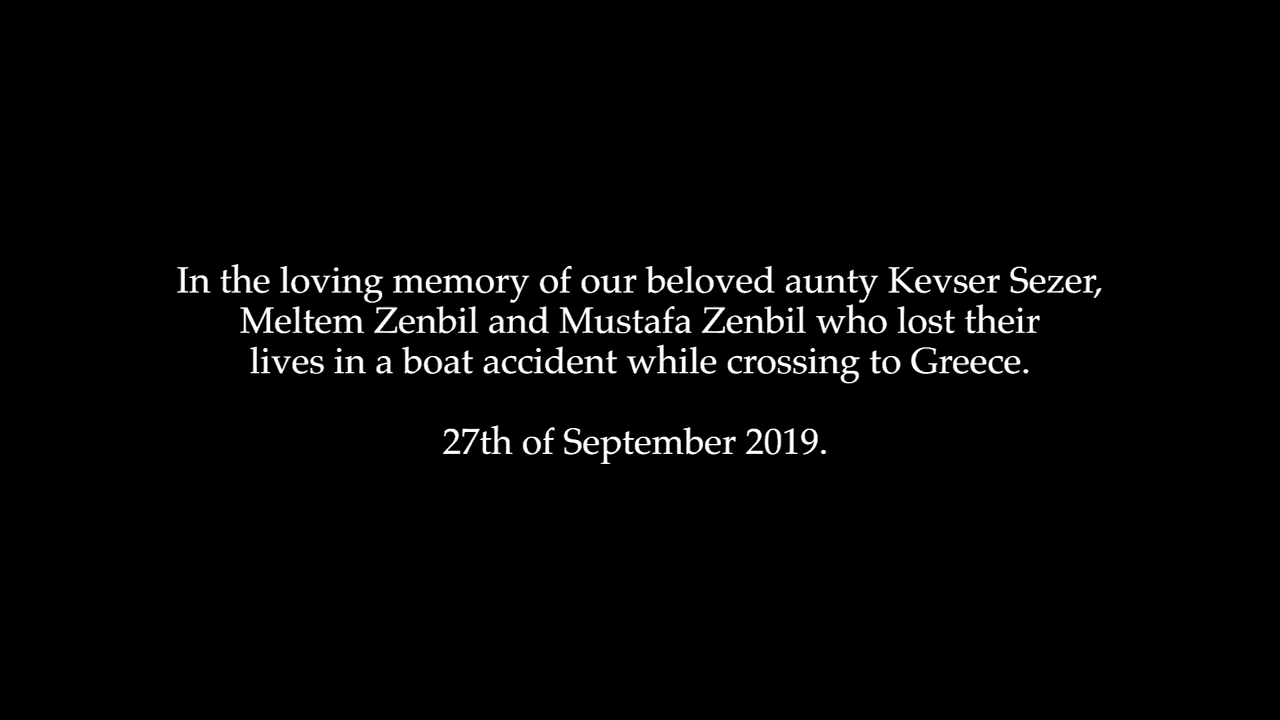 In the loving memory of our beloved aunty Kevser Sezer,
Meltem Zenbil and Mustafa Zenbil who lost their
lives in a boat accident while crossing to Greece.
27th of September 2019.